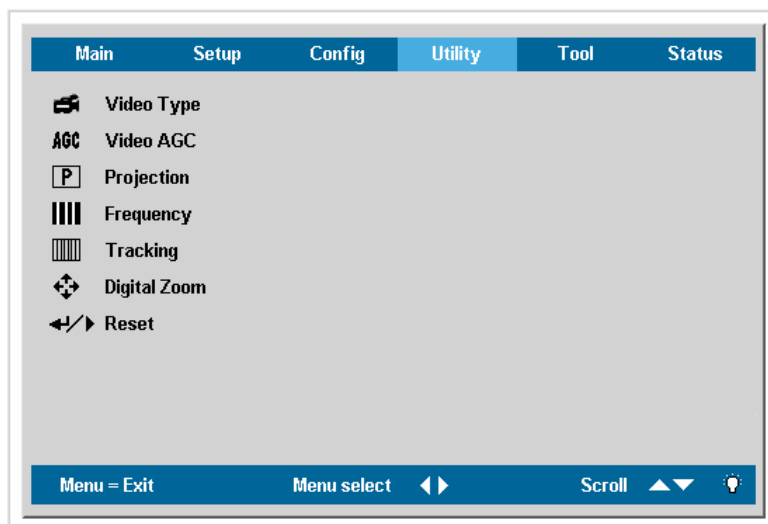 Main Setup Config Utility Tool Status
Video Type
AGC Video AGC
P Projection
Frequency
Tracking
Digital Zoom
Reset
Menu = Exit Menu select Scroll